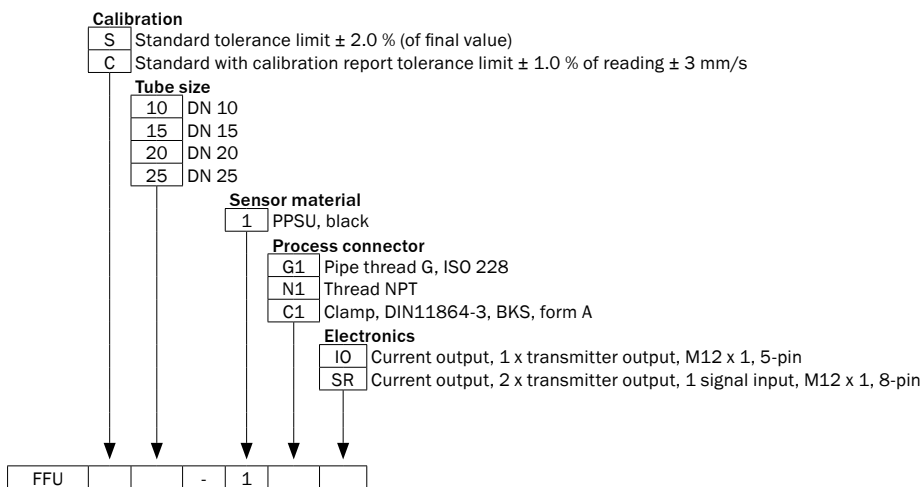 Calibration
S Standard tolerance limit ± 2.0 % (of final value)
C Standard with calibration report tolerance limit ± 1.0 % of reading ± 3 mm/s
Tube size
10 DN 10
15 DN 15
20 DN 20
25 DN 25
Sensor material
1 PPSU, black
Process connector
G1 Pipe thread G, ISO 228
N1 Thread NPT
C1 Clamp, DIN11864-3, BKS, form A
Electronics
IO Current output, 1 x transmitter output, M12 x 1, 5-pin
SR Current output, 2 x transmitter output, 1 signal input, M12 x 1, 8-pin
FFU - 1